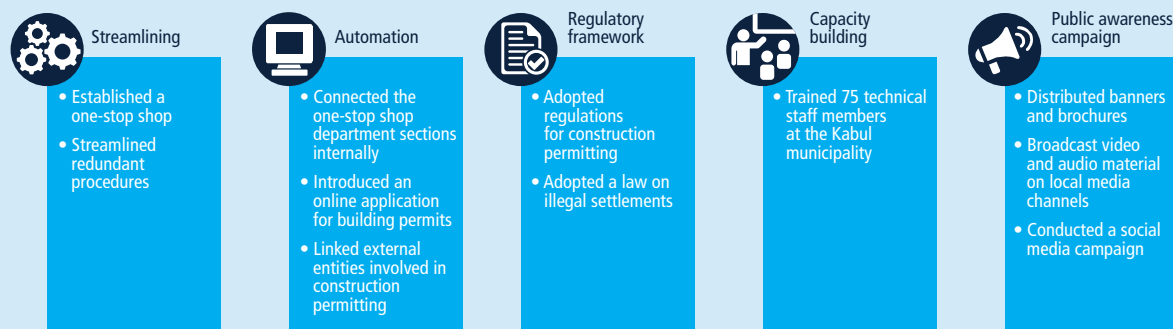 Streamlining
• Established a
one-stop shop
• Streamlined
redundant
procedures
Automation
• Connected the
one-stop shop
department sections
internally
• Introduced an
online application
for building permits
• Linked external
entities involved in
construction
permitting
Regulatory
framework
• Adopted
regulations
for construction
permitting
• Adopted a law on
illegal settlements
Capacity
building
• Trained 75 technical
staff members
at the Kabul
municipality
Public awareness
campaign
• Distributed banners
and brochures
• Broadcast video
and audio material
on local media
channels
• Conducted a social
media campaign